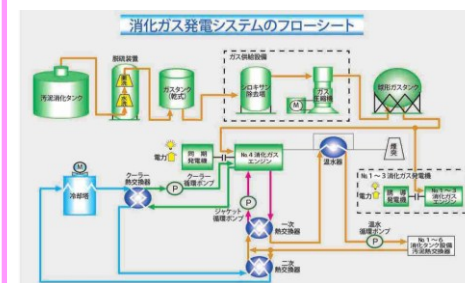 消化ガス発電システムのフローシート
ガス供給設備
脱硫装置
脱硫
脱硫
汚泥消化タンク
ガスタンク
(乾式)
シロキサン
除去塔
ガス
圧縮機
M
球形ガスタンク
電力
同期
発電機
No.4 消化ガス
エンジン
温水器
煙突
M
冷却塔
クーラー
熱交換器
P
クーラー
循環ポンプ
ジャケット
循環ポンプ
P
一次
熱交換器
二次
熱交換器
No.1~3消化ガス発電機
電力
誘導
発電機
No.1~3
消化ガス
エンジン
温水
循環ポンプ
P
No.1~6
消化タンク設備
汚泥熱交換器